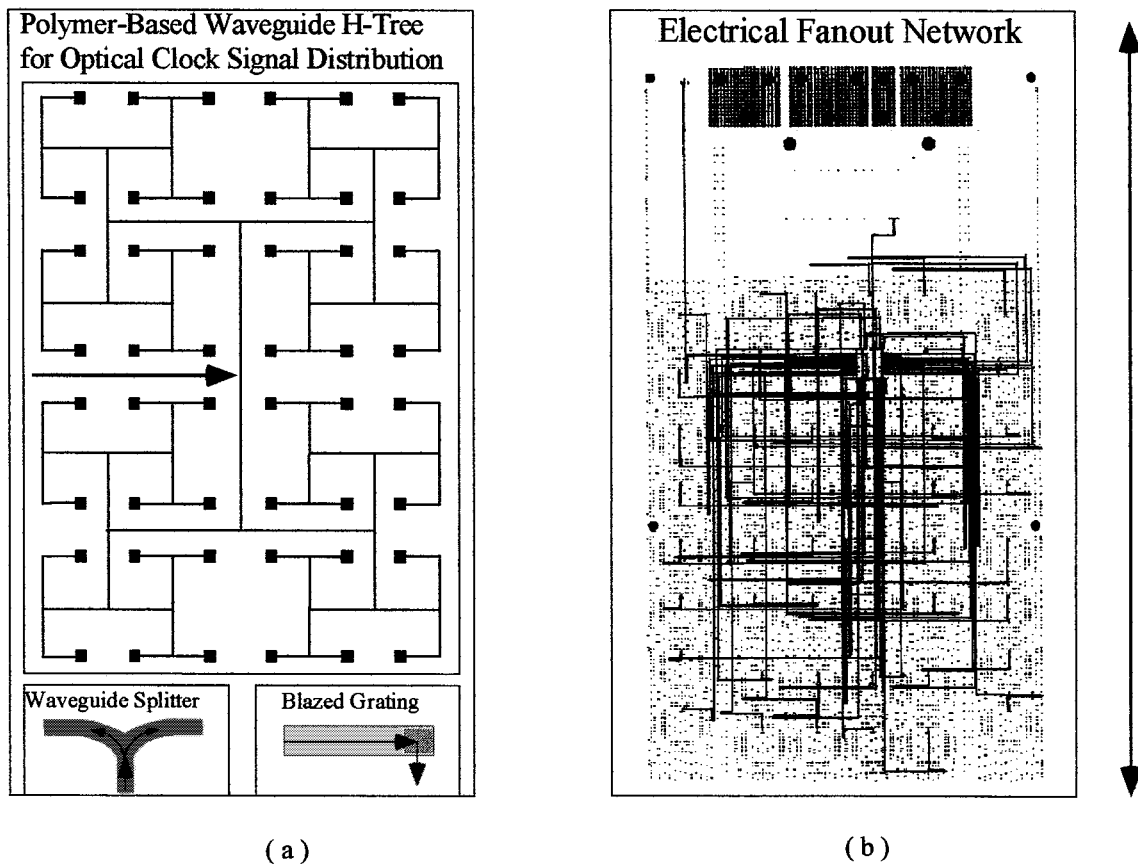 Polymer-Based Waveguide H-Tree
for Optical Clock Signal Distribution
Waveguide Splitter
Blazed Grating
( a )
Electrical Fanout Network
( b )